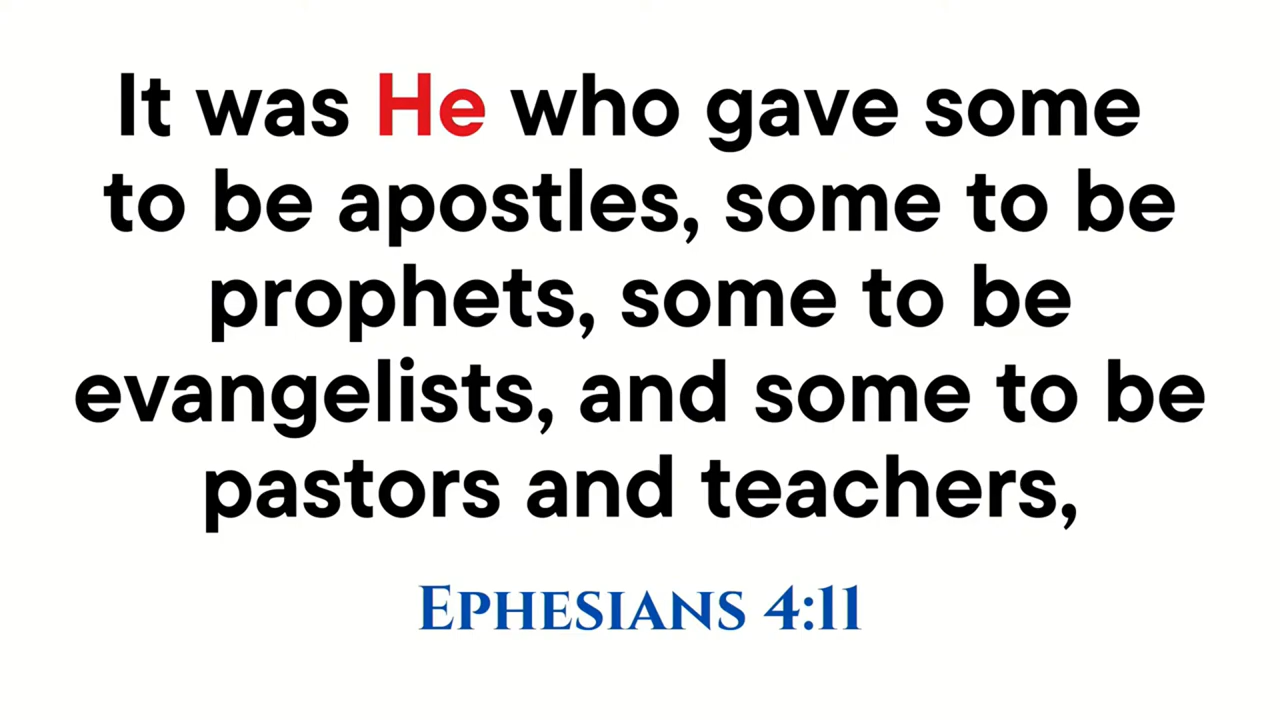 It was He who gave some
to be apostles, some to be
prophets, some to be
evangelists, and some to be
pastors and teachers,
Ephesians 4:11